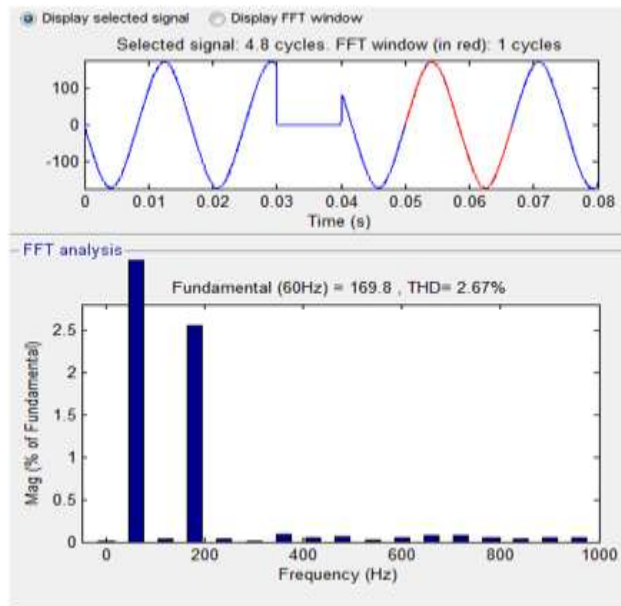 Display selected signal Display FFT window
Selected signal: 4.8 cycles. FFT window (in red): 1 cycles
100
0
-100
0 0.01 0.02 0.03 0.04 0.05 0.06 0.07 0.08
Time (s)
FFT analysis
Fundamental (60Hz) = 169.8 , THD= 2.67%
2.5
2
1.5
1
0.5
0
Mag (% of Fundamental)
0 200 400 600 800 1000
Frequency (Hz)